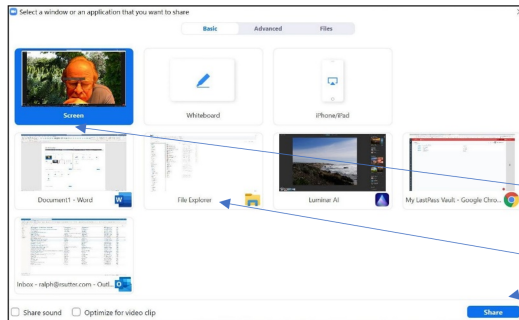 Select a window or an application that you want to share
Basic Advanced Files
Screen Whiteboard iPhone/iPad
Document1 - Word File Explorer Luminar AI My LastPass Vault - Google Chro...
Inbox - ralph@rsutter.com - Outl...
Share sound Optimize for video clip Share